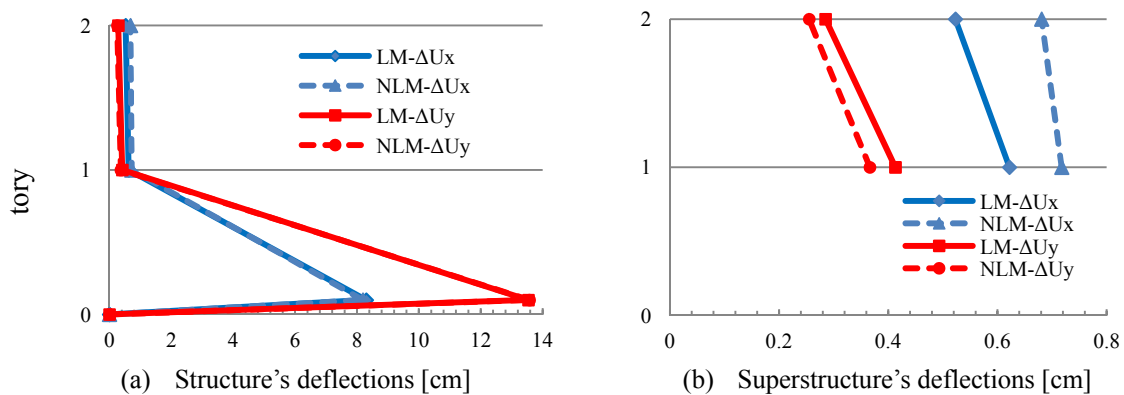 2
LM-ΔUx
NLM-ΔUx
LM-ΔUy
NLM-ΔUy
1
tory
0
0 2 4 6 8 10 12 14
(a) Structure’s deflections [cm]
2
1
LM-ΔUx
NLM-ΔUx
LM-ΔUy
NLM-ΔUy
0
0 0.2 0.4 0.6 0.8
(b) Superstructure’s deflections [cm]